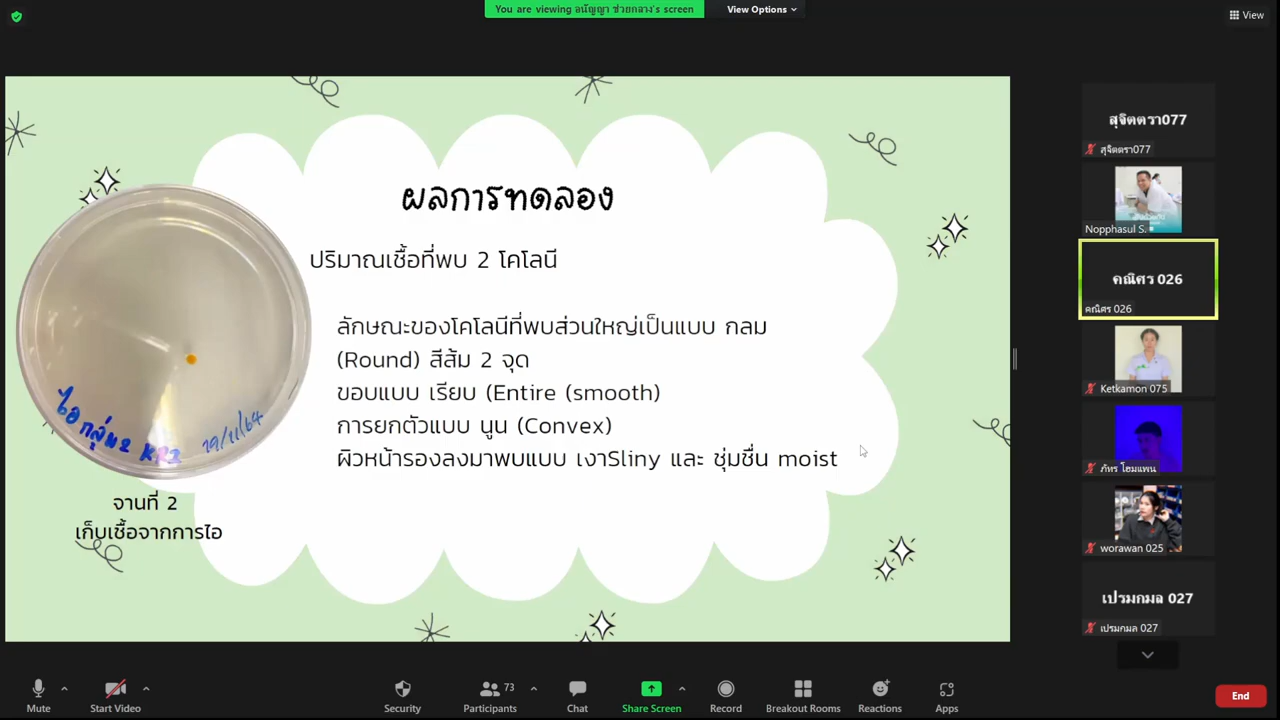 You are viewing อนัญญา ช่วยกลาง's screen
View Options
View
ผลการทดลอง
ปริมาณเชื้อที่พบ 2 โคโลนี
ลักษณะของโคโลนีที่พบส่วนใหญ่เป็นแบบ กลม
(Round) สีส้ม 2 จุด
ขอบแบบ เรียบ (Entire (smooth)
การยกตัวแบบ นูน (Convex)
ผิวหน้ารองลงมาพบแบบ เงาSliny และ ชุ่มชื่น moist
ไอกลุ่ม2
19/11/64
จานที่ 2
เก็บเชื้อจากการไอ
สุจิตตรา077
สุจิตตรา077
Nopphasul S.
คณิศร 026
คณิศร 026
Ketkamon 075
ภัทร โฮมแพน
worawan 025
เปรมกมล 027
เปรมกมล 027
Mute
Start Video
Security
73
Participants
Chat
Share Screen
Record
Breakout Rooms
Reactions
Apps
End